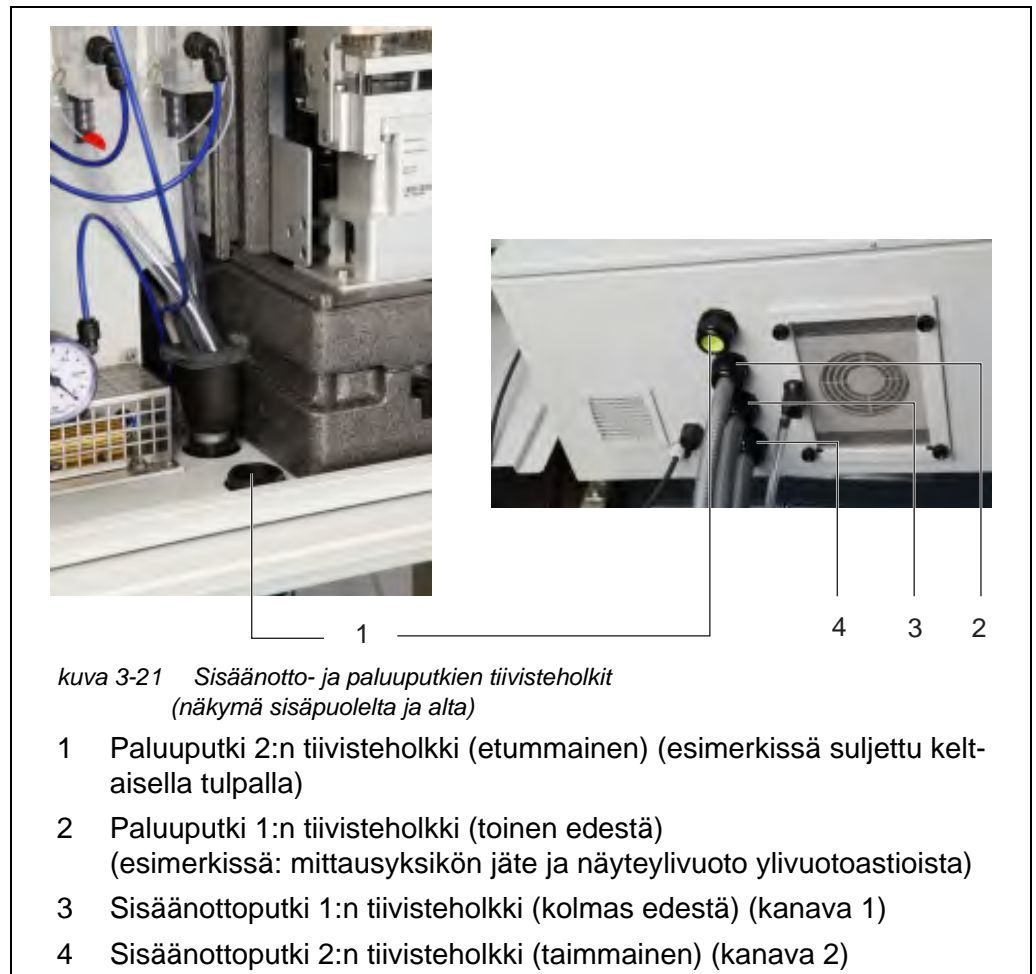 1
4 3 2
kuva 3-21 Sisäänotto- ja paluuputkien tiivisteholkit
(näkymä sisäpuolelta ja alta)
1 Paluuputki 2:n tiivisteholkki (etummainen) (esimerkissä suljettu kelt-
aisella tulpalla)
2 Paluuputki 1:n tiivisteholkki (toinen edestä)
(esimerkissä: mittausyksikön jäte ja näyteylivuoto ylivuotoastioista)
3 Sisäänottoputki 1:n tiivisteholkki (kolmas edestä) (kanava 1)
4 Sisäänottoputki 2:n tiivisteholkki (taimmainen) (kanava 2)